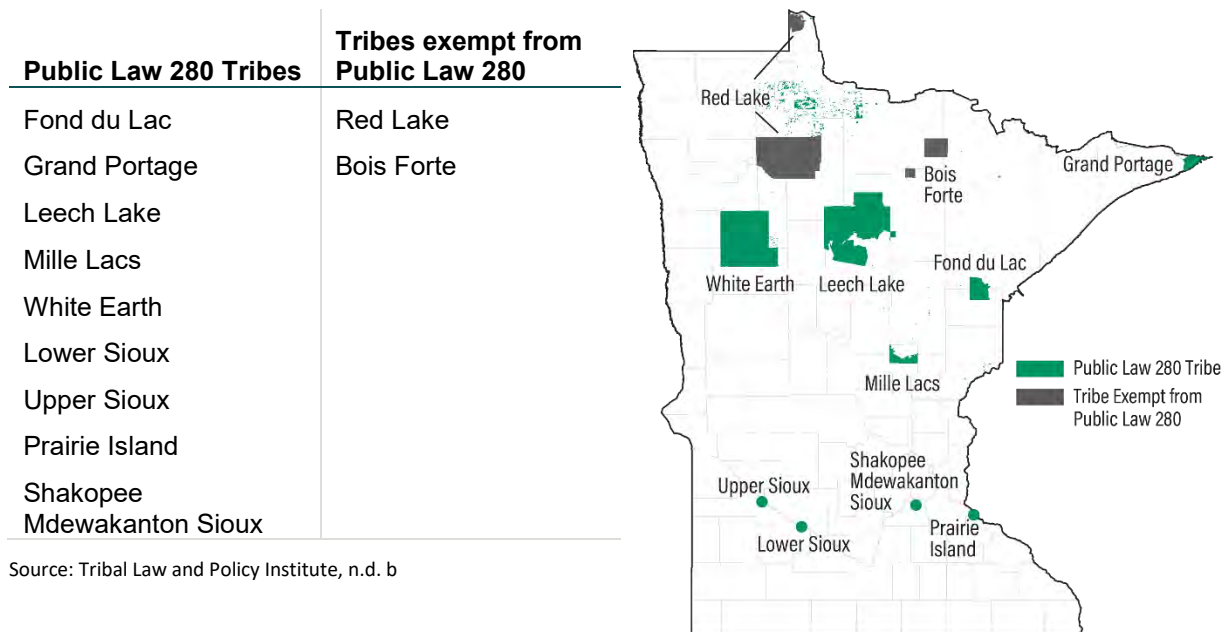 Public Law 280 Tribes
Tribes exempt from
Public Law 280
Fond du Lac
Red Lake
Grand Portage
Bois Forte
Leech Lake
Mille Lacs
White Earth
Lower Sioux
Upper Sioux
Prairie Island
Shakopee
Mdewakanton Sioux
Source: Tribal Law and Policy Institute, n.d. b
Red Lake
Grand Portage
Bois
Forte
White Earth
Leech Lake
Fond du Lac
Mille Lacs
Public Law 280 Tribe
Tribe Exempt from
Public Law 280
Upper Sioux
Shakopee
Mdewakanton
Sioux
Lower Sioux
Prairie
Island